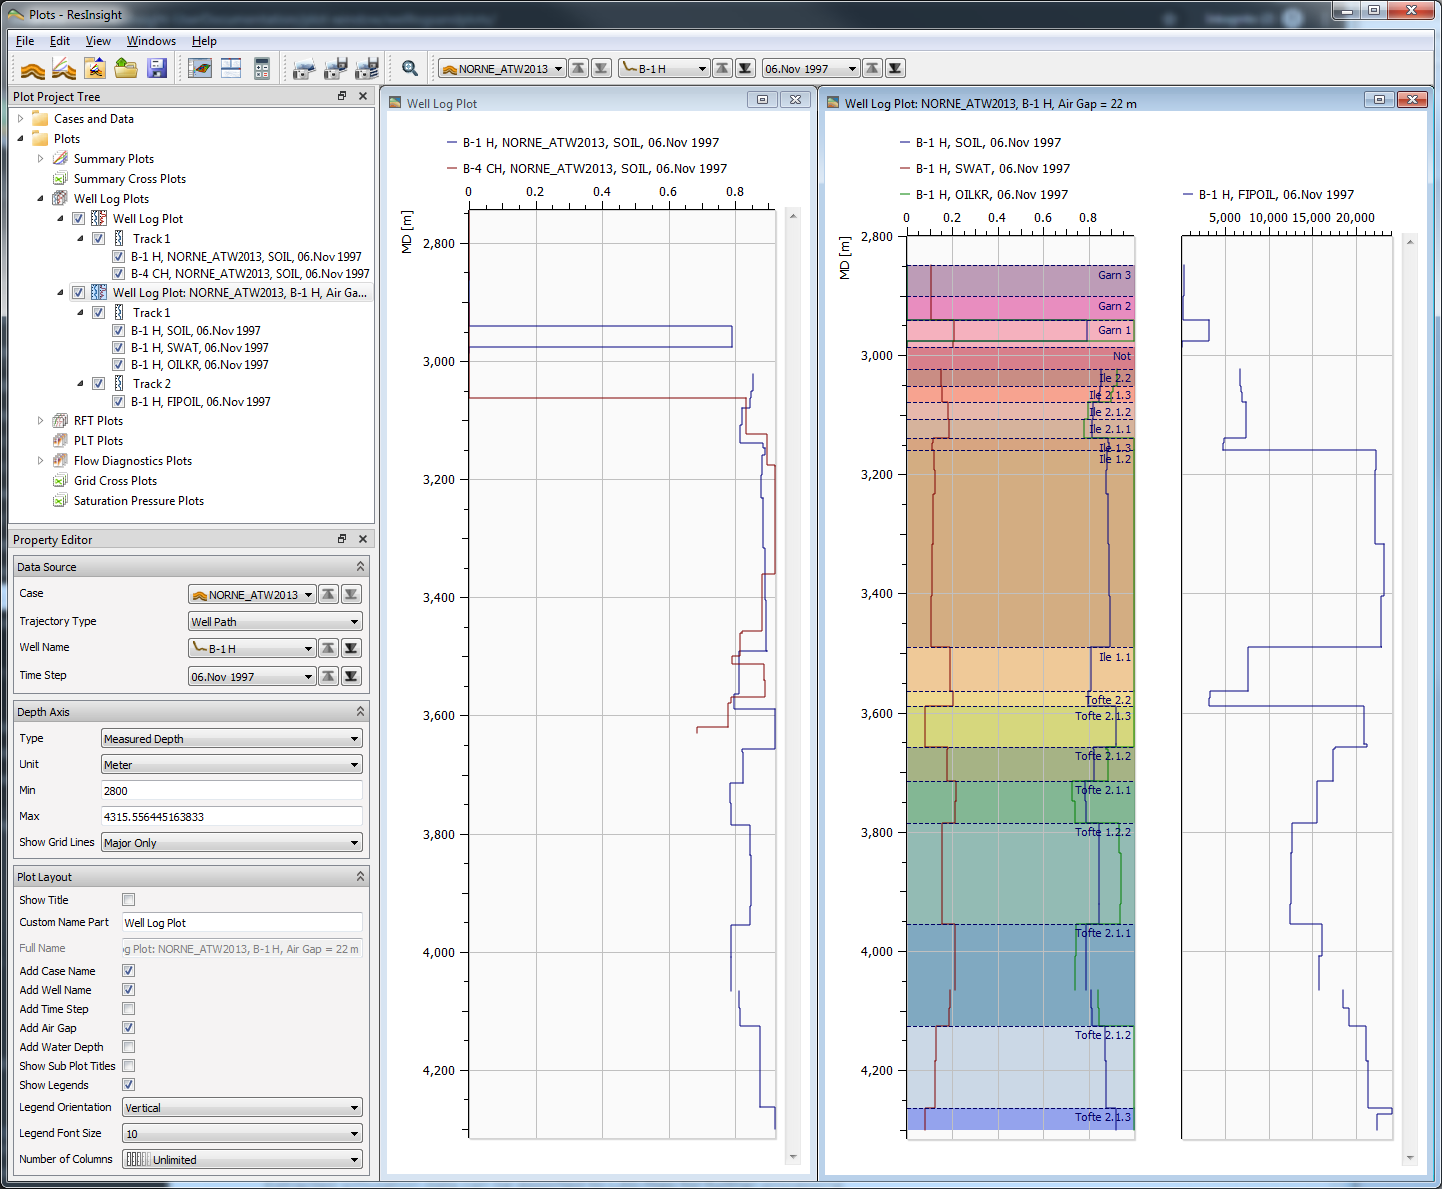 Plots - ResInsight
File Edit View Windows Help
NORNE_ATW2013 B-1 H 06.Nov 1997
Plot Project Tree
Cases and Data
Plots
Summary Plots
Summary Cross Plots
Well Log Plots
Well Log Plot
Track 1
B-1 H, NORNE_ATW2013, SOIL, 06.Nov 1997
B-4 CH, NORNE_ATW2013, SOIL, 06.Nov 1997
Well Log Plot: NORNE_ATW2013, B-1 H, Air Ga...
Track 1
B-1 H, SOIL, 06.Nov 1997
B-1 H, SWAT, 06.Nov 1997
B-1 H, OILKR, 06.Nov 1997
Track 2
B-1 H, FIPOIL, 06.Nov 1997
RFT Plots
PLT Plots
Flow Diagnostics Plots
Grid Cross Plots
Saturation Pressure Plots
Property Editor
Data Source
Case NORNE_ATW2013
Trajectory Type Well Path
Well Name B-1 H
Time Step 06.Nov 1997
Depth Axis
Type Measured Depth
Unit Meter
Min 2800
Max 4315.556445163833
Show Grid Lines Major Only
Plot Layout
Show Title
Custom Name Part Well Log Plot
Full Name og Plot: NORNE_ATW2013, B-1 H, Air Gap = 22 m
Add Case Name
Add Well Name
Add Time Step
Add Air Gap
Add Water Depth
Show Sub Plot Titles
Show Legends
Legend Orientation Vertical
Legend Font Size 10
Number of Columns Unlimited
Well Log Plot
B-1 H, NORNE_ATW2013, SOIL, 06.Nov 1997
B-4 CH, NORNE_ATW2013, SOIL, 06.Nov 1997
0 0.2 0.4 0.6 0.8
MD [m]
2,800
3,000
3,200
3,400
3,600
3,800
4,000
4,200
Well Log Plot: NORNE_ATW2013, B-1 H, Air Gap = 22 m
B-1 H, SOIL, 06.Nov 1997
B-1 H, SWAT, 06.Nov 1997
B-1 H, OILKR, 06.Nov 1997
0 0.2 0.4 0.6 0.8
MD [m]
2,800
3,000
3,200
3,400
3,600
3,800
4,000
4,200
Garn 3
Garn 2
Garn 1
Not
Ile 2.2
Ile 2.1.3
Ile 2.1.2
Ile 2.1.1
Ile 1.3
Ile 1.2
Ile 1.1
Tofte 2.2
Tofte 2.1.3
Tofte 2.1.2
Tofte 2.1.1
Tofte 1.2.2
Tofte 2.1.1
Tofte 2.1.2
Tofte 2.1.3
B-1 H, FIPOIL, 06.Nov 1997
5,000 10,000 15,000 20,000